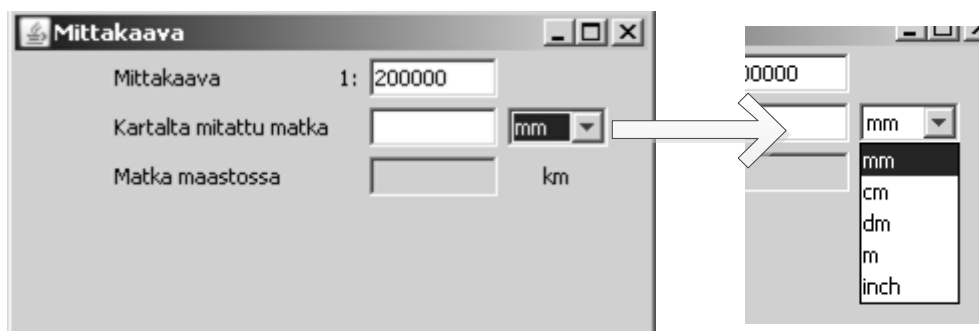 Mittakaava
Mittakaava 1: 200000
Kartalta mitattu matka mm
Matka maastossa km
00000
mm
mm
cm
dm
m
inch